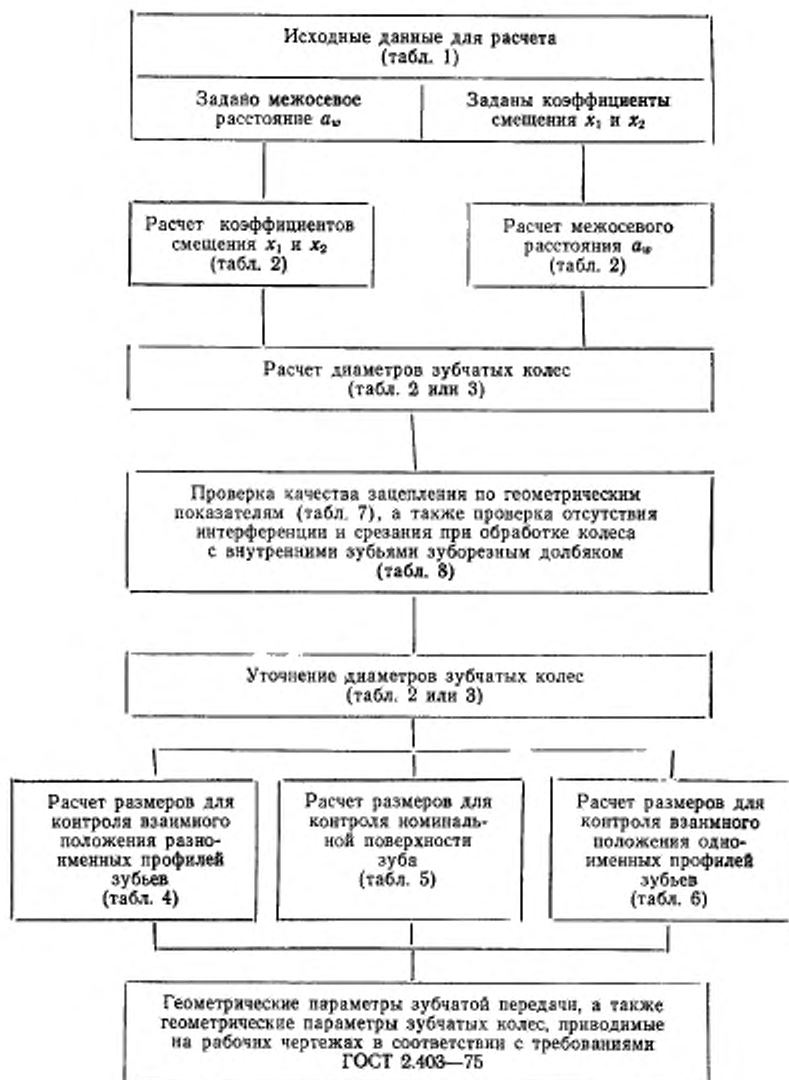 Исходные данные для расчета
(табл. 1)
Задано межосевое
расстояние aw
Заданы коэффициенты
смещения x1 и x2
Расчет коэффициентов
смещения x1 и x2
(табл. 2)
Расчет межосевого
расстояния aw
(табл. 2)
Расчет диаметров зубчатых колес
(табл. 2 или 3)
Проверка качества зацепления по геометрическим
показателям (табл. 7), а также проверка отсутствия
интерференции и срезания при обработке колеса
с внутренними зубьями зуборезным долбяком
(табл. 8)
Уточнение диаметров зубчатых колес
(табл. 2 или 3)
Расчет размеров для
контроля взаимного
положения разно-
именных профилей
зубьев
(табл. 4)
Расчет размеров для
контроля номиналь-
ной поверхности
зуба
(табл. 5)
Расчет размеров для
контроля взаимного
положения одно-
именных профилей
зубьев
(табл. 6)
Геометрические параметры зубчатой передачи, а также
геометрические параметры зубчатых колес, приводимые
на рабочих чертежах в соответствии с требованиями
ГОСТ 2.403—75